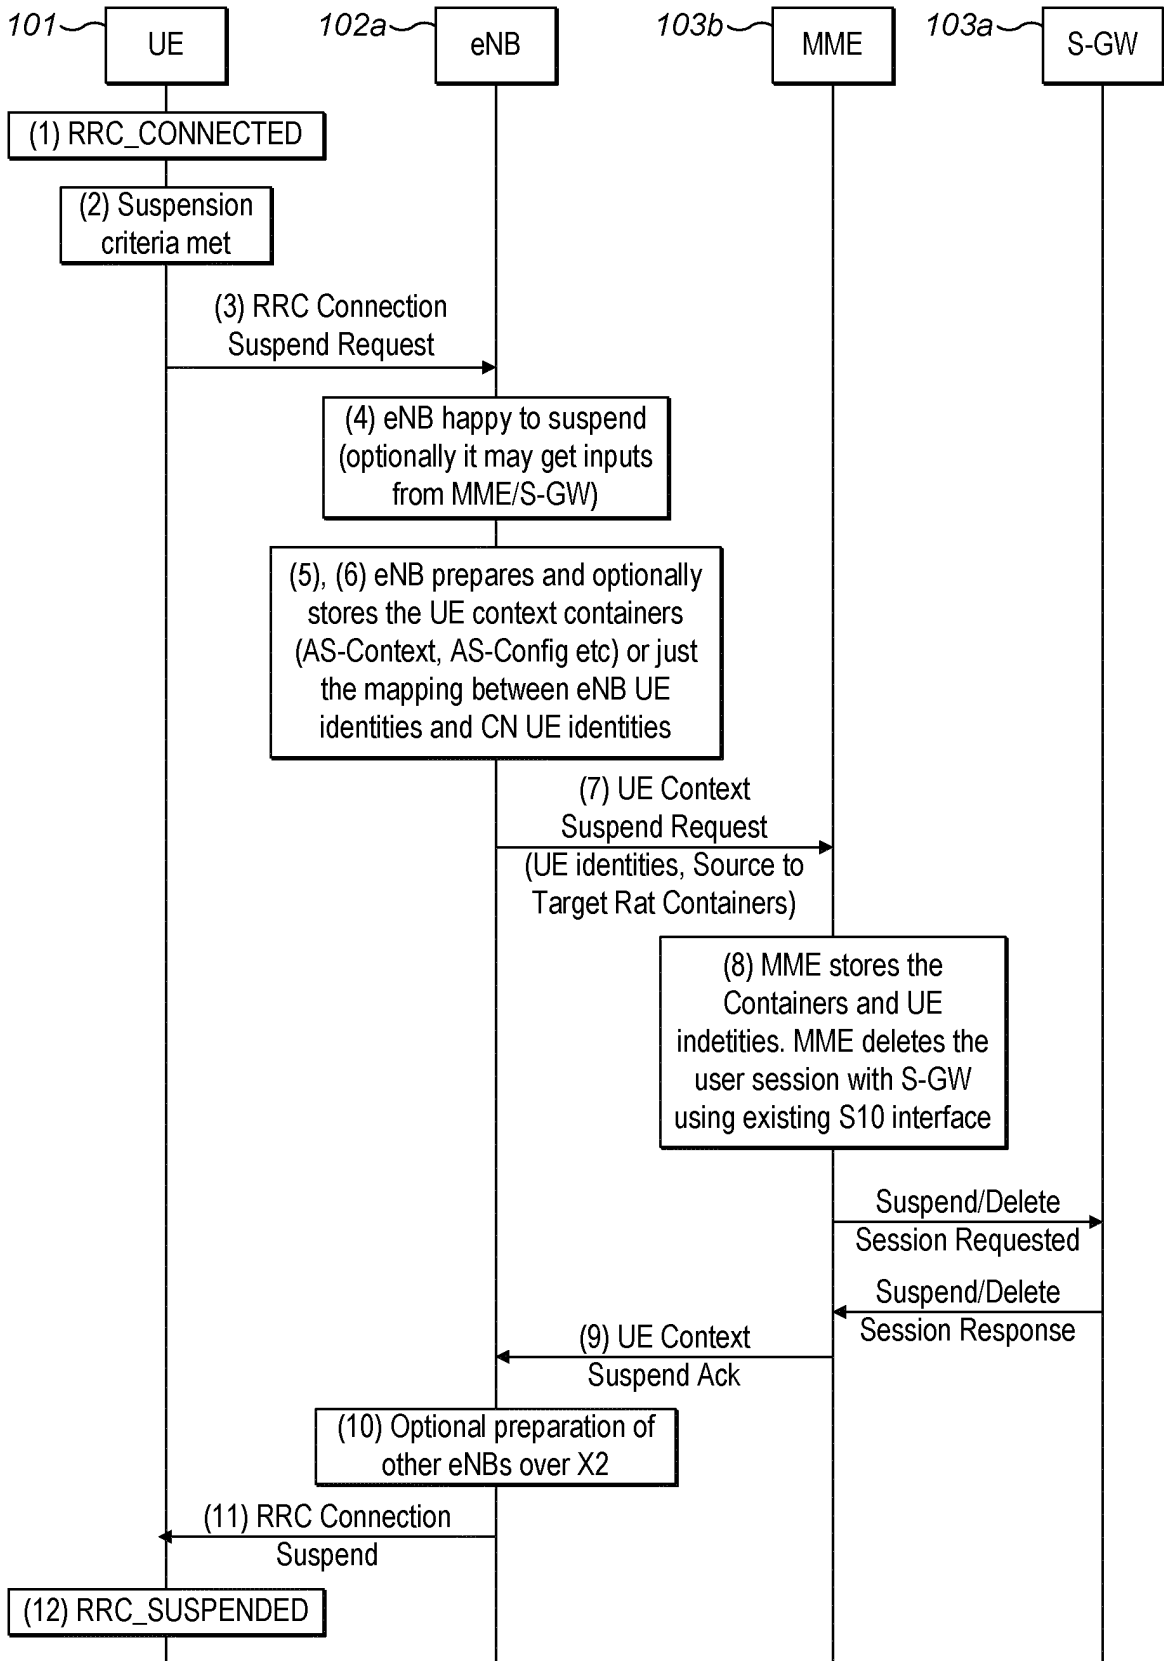 101
UE
102a
eNB
103b
MME
103a
S-GW
(1) RRC_CONNECTED
(2) Suspension
criteria met
(3) RRC Connection
Suspend Request
(4) eNB happy to suspend
(optionally it may get inputs
from MME/S-GW)
(5), (6) eNB prepares and optionally
stores the UE context containers
(AS-Context, AS-Config etc) or just
the mapping between eNB UE
identities and CN UE identities
(7) UE Context
Suspend Request
(UE identities, Source to
Target Rat Containers)
(8) MME stores the
Containers and UE
indetities. MME deletes the
user session with S-GW
using existing S10 interface
Suspend/Delete
Session Requested
Suspend/Delete
Session Response
(9) UE Context
Suspend Ack
(10) Optional preparation of
other eNBs over X2
(11) RRC Connection
Suspend
(12) RRC_SUSPENDED